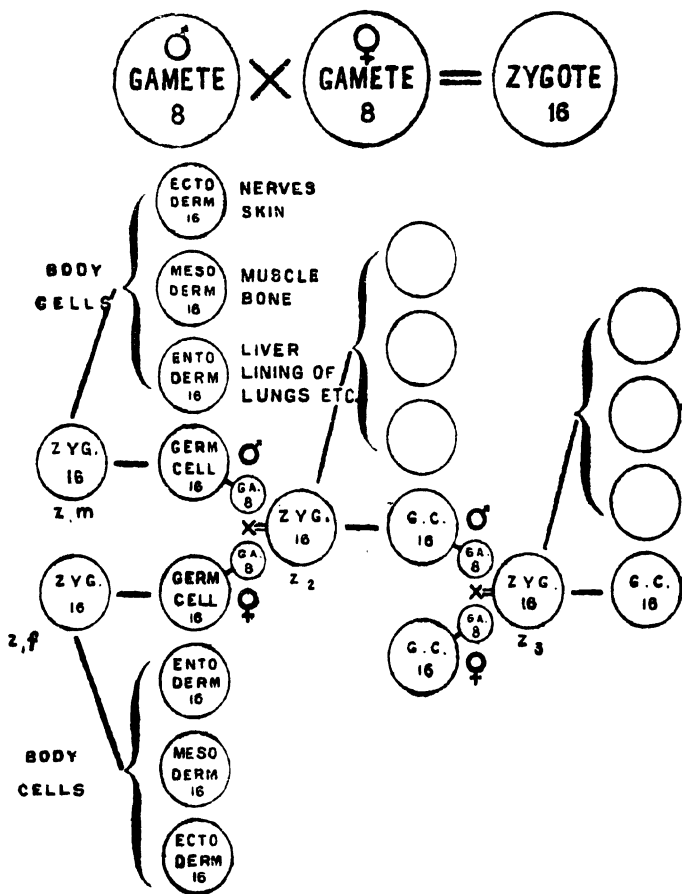 ♂ ♀
GAMETE × GAMETE = ZYGOTE
8 8 16
ECTO
DERM
16
NERVES
SKIN
BODY
CELLS
MESO
DERM
16
MUSCLE
BONE
ENTO
DERM
16
LIVER
LINING OF
LUNGS ETC.
ZYG.
16
z,m
GERM
CELL
16
♂
GA.
8
×=
ZYG.
16
z2
G.C.
16
♂
GA.
8
×=
ZYG.
16
z3
G.C.
16
ZYG.
16
z,f
GERM
CELL
16
♀
GA.
8
G.C.
16
♀
GA.
8
ENTO
DERM
16
BODY
CELLS
MESO
DERM
16
ECTO
DERM
16